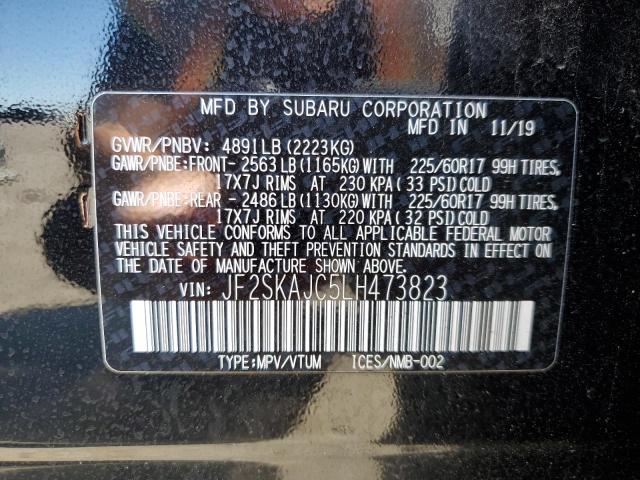 MFD BY SUBARU CORPORATION
MFD IN 11/19
GVWR/PNBV: 4891LB (2223KG)
GAWR/PNBE:FRONT- 2563LB (1165KG)WITH 225/60R17 99H TIRES,
17X7J RIMS AT 230 KPA (33 PSI)COLD
GAWR/PNBE:REAR - 2486LB (1130KG)WITH 225/60R17 99H TIRES,
17X7J RIMS AT 220 KPA (32 PSI)COLD
THIS VEHICLE CONFORMS TO ALL APPLICABLE FEDERAL MOTOR
VEHICLE SAFETY AND THEFT PREVENTION STANDARDS IN EFFECT ON
THE DATE OF MANUFACTURE SHOWN ABOVE.
VIN: JF2SKAJC5LH473823
TYPE:MPV/VTUM ICES/NMB-002